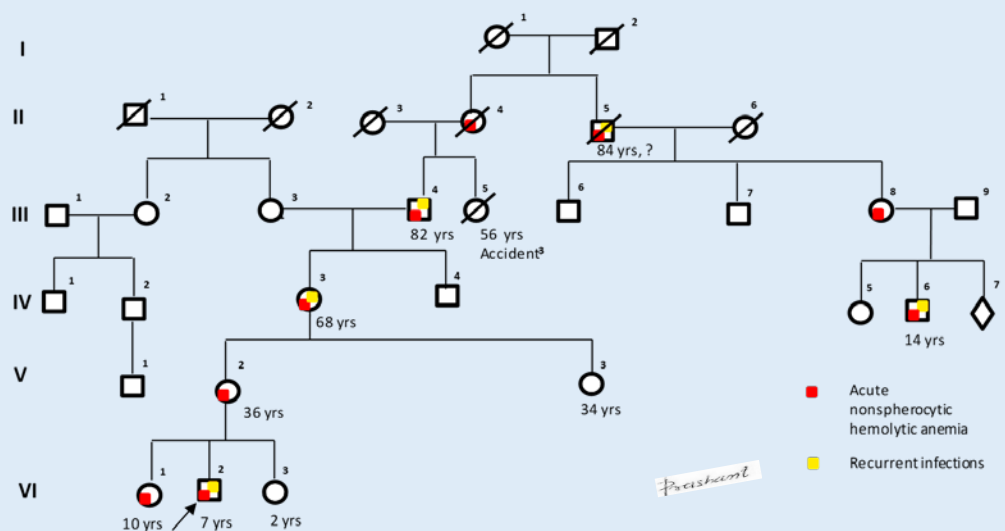 1 2
I
1 2 3 4 5 6
II
84 yrs, ?
1 2 3 4 5 6 7 8 9
III
82 yrs 56 yrs
Accident³
1 2 3 4 5 6 7
IV
68 yrs 14 yrs
1 2 3
V
36 yrs 34 yrs
Acute
nonspherocytic
hemolytic anemia
Recurrent infections
Prashant
1 2 3
VI
10 yrs 7 yrs 2 yrs